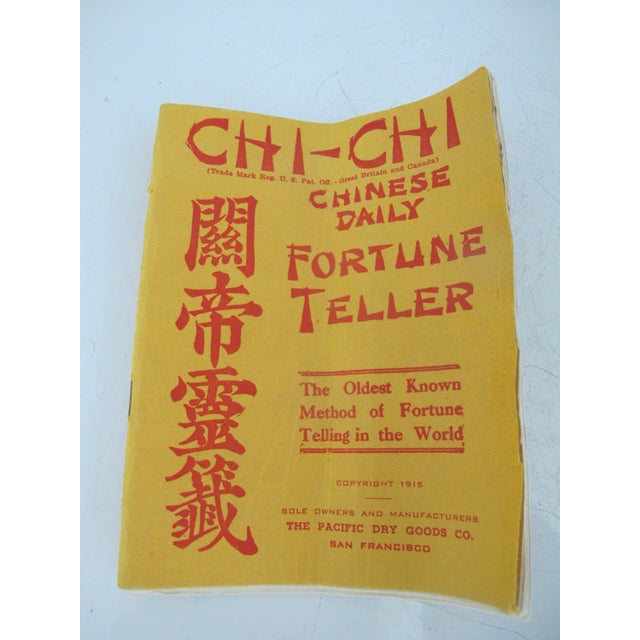 CHI-CHI
(Trade Mark Reg. U. S. Pat. Off. - Great Britain and Canada)
CHINESE
DAILY
FORTUNE
TELLER
關帝靈籤
The Oldest Known
Method of Fortune
Telling in the World
COPYRIGHT 1915
SOLE OWNERS AND MANUFACTURERS
THE PACIFIC DRY GOODS CO.
SAN FRANCISCO